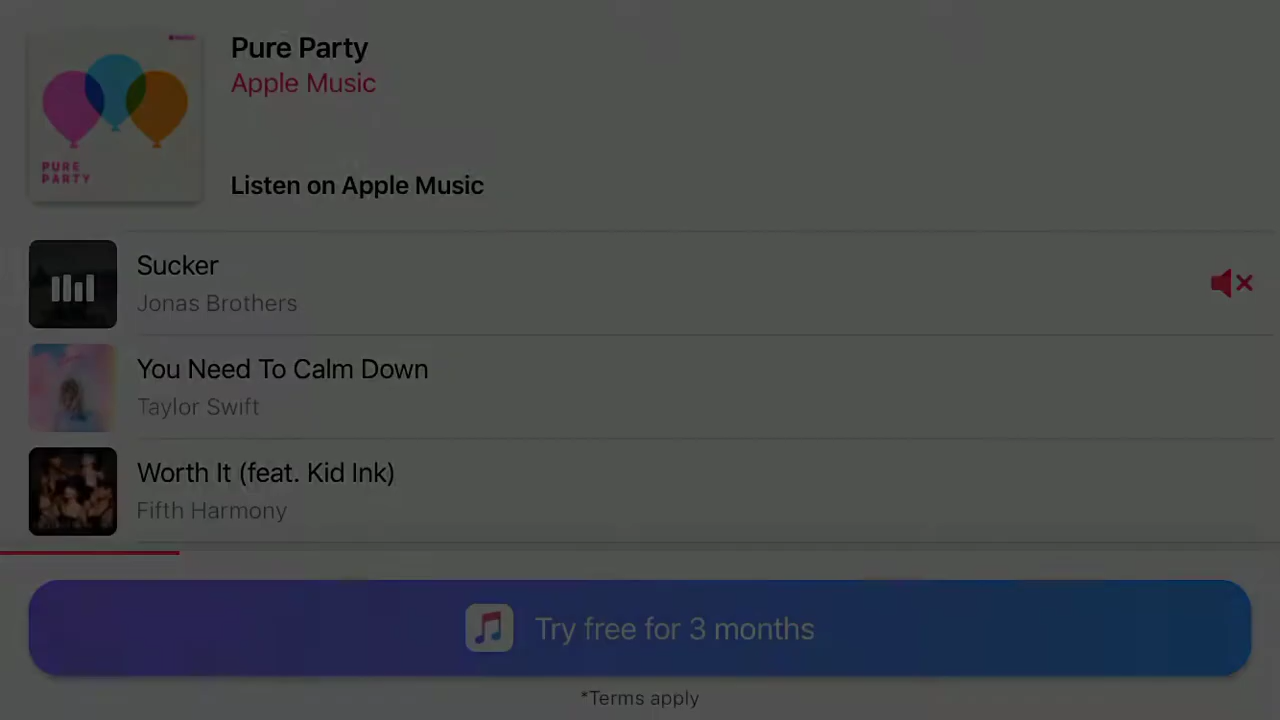 PURE
PARTY
Pure Party
Apple Music
Listen on Apple Music
Sucker
Jonas Brothers
You Need To Calm Down
Taylor Swift
Worth It (feat. Kid Ink)
Fifth Harmony
Try free for 3 months
*Terms apply